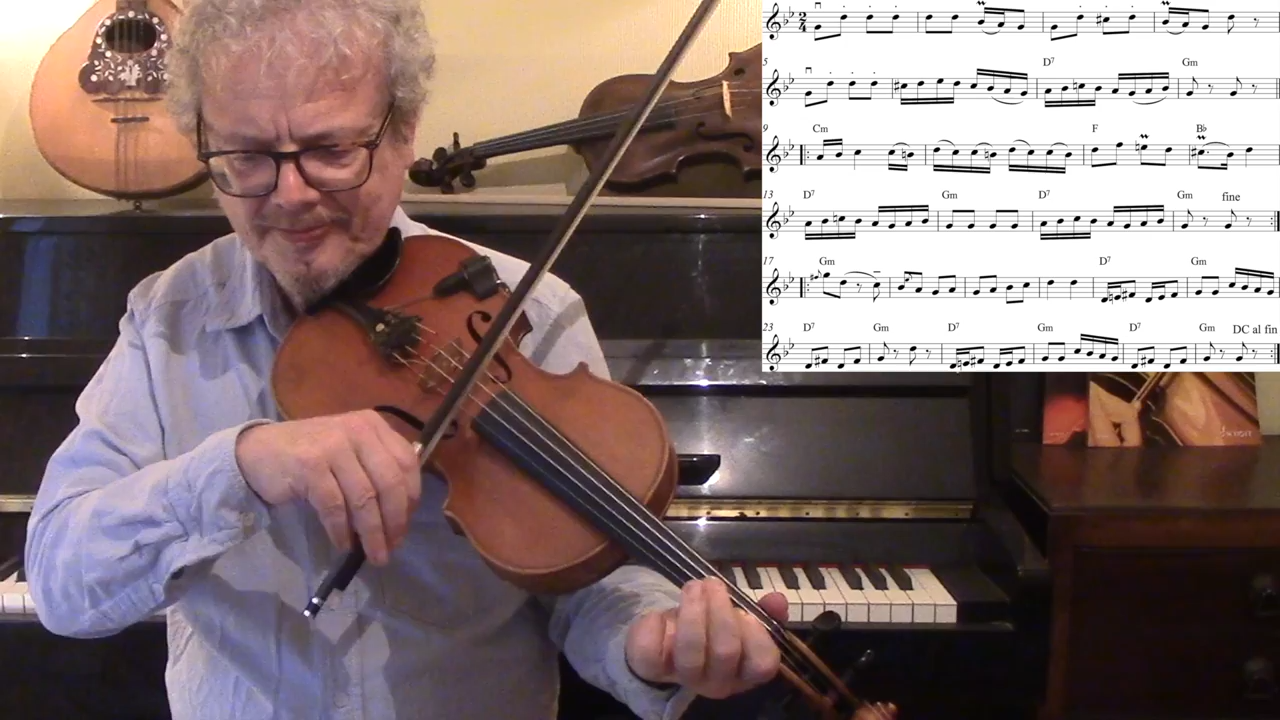 2 4
5 D7 Gm
9 Cm F B♭
13 D7 Gm D7 Gm fine
17 Gm D7 Gm
23 D7 Gm D7 Gm D7 Gm DC al fin